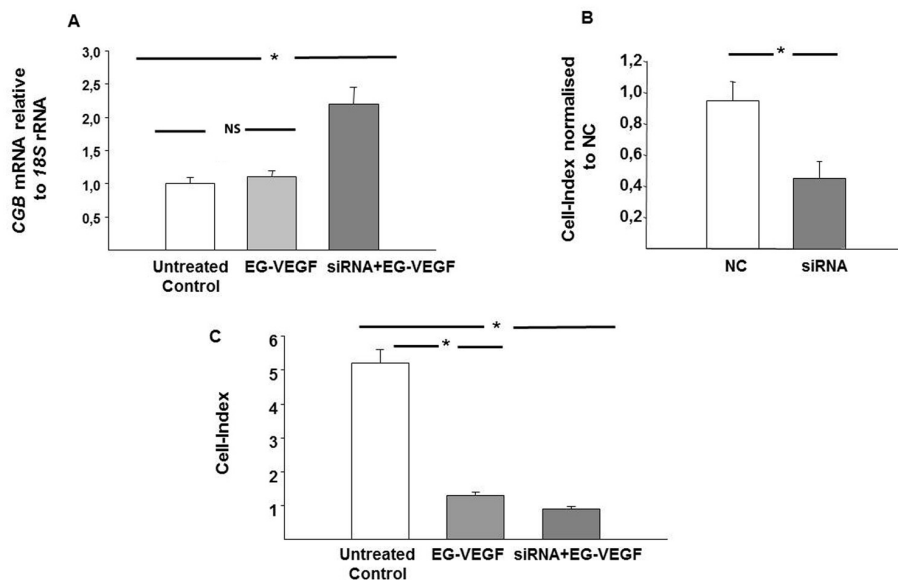 A
CGB mRNA relative
to 18S rRNA
3,0
2,5
2,0
1,5
1,0
0,5
*
NS
Untreated
Control
EG-VEGF
siRNA+EG-VEGF
B
Cell-Index normalised
to NC
1,2
1,0
0,8
0,6
0,4
0,2
*
NC
siRNA
C
Cell-Index
6
5
4
3
2
1
*
*
Untreated
Control
EG-VEGF
siRNA+EG-VEGF